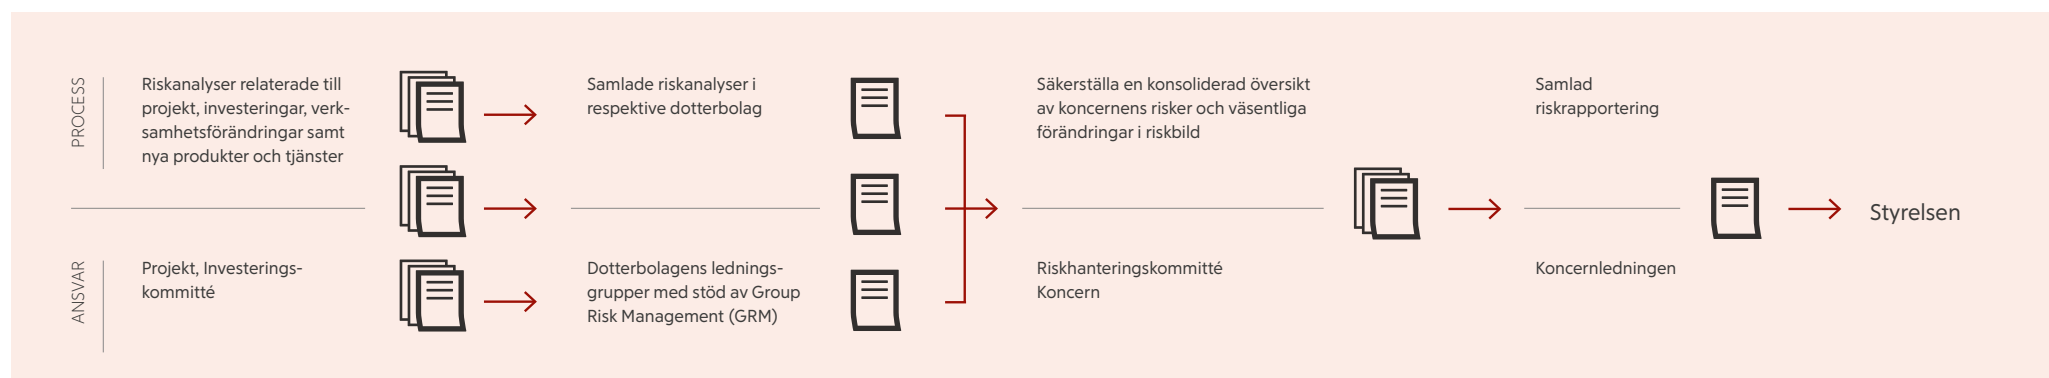 PROCESS
Riskanalyser relaterade till
projekt, investeringar, verk-
samhetsförändringar samt
nya produkter och tjänster
Samlade riskanalyser i
respektive dotterbolag
Säkerställa en konsoliderad översikt
av koncernens risker och väsentliga
förändringar i riskbild
Samlad
riskrapportering
Styrelsen
ANSVAR
Projekt, Investerings-
kommitté
Dotterbolagens lednings-
grupper med stöd av Group
Risk Management (GRM)
Riskhanteringskommitté
Koncern
Koncernledningen